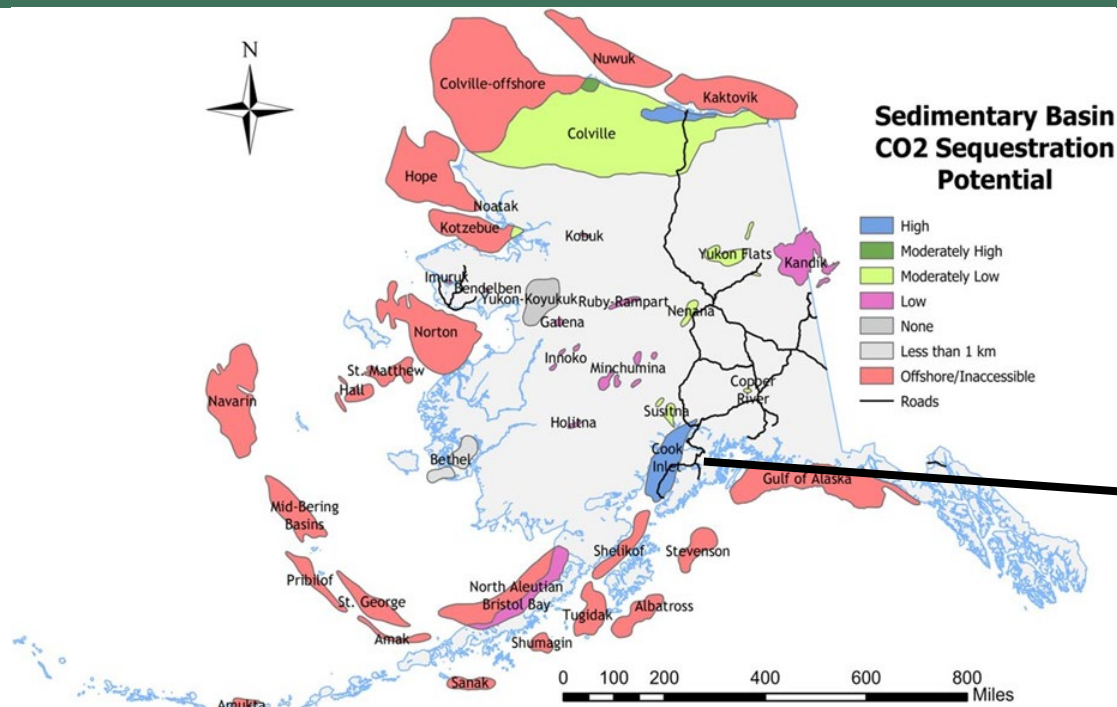 N
Nuwuk
Colville-offshore
Kaktovik
Sedimentary Basin
CO2 Sequestration
Potential
Colville
Hope
Noatak
Kotzebue
Kobuk
High
Moderately High
Moderately Low
Low
None
Less than 1 km
Offshore/Inaccessible
Roads
Yukon Flats
Kandik
Imuruk
Bendelben
Yukon-Koyukuk
Ruby-Rampart
Nenana
Galena
Norton
Innoko
Minchumina
St. Matthew
Hall
Navarin
Copper
River
Susitna
Holitna
Cook
Inlet
Bethel
Gulf of Alaska
Mid-Bering
Basins
Shelikof
Stevenson
Pribilof
St. George
North Aleutian
Bristol Bay
Tugidak
Albatross
Amak
Shumagin
Sanak
Amukta
0 100 200 400 600 800
Miles